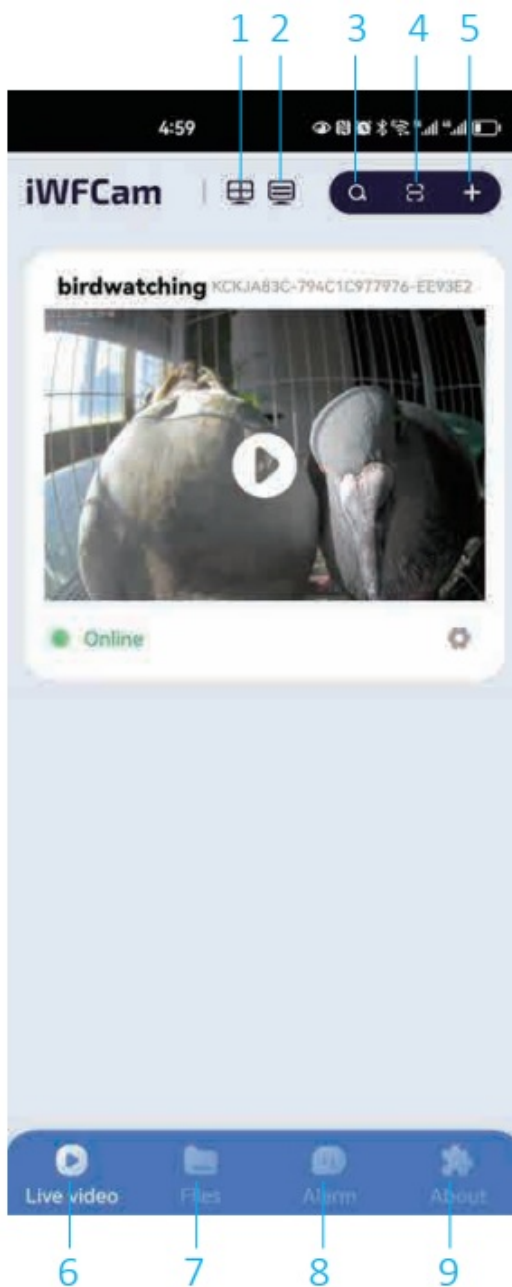 1 2 3 4 5
4:59
iWFCam
birdwatching KCKJA83C-794C1C977976-EE93E2
Online
Live video Files Alarm About
6 7 8 9